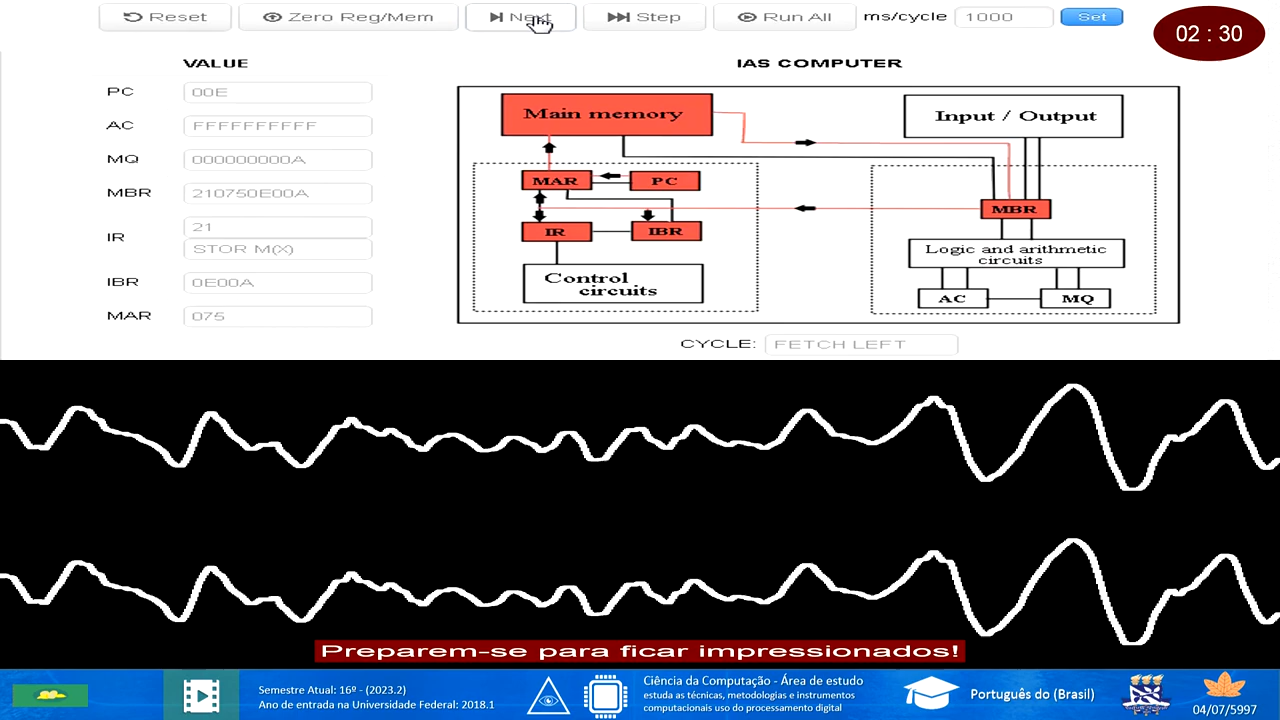 Reset
Zero Reg/Mem
Next
Step
Run All
ms/cycle
1000
Set
02 : 30
VALUE
IAS COMPUTER
PC
00E
AC
FFFFFFFFFF
MQ
000000000A
MBR
210750E00A
IR
21
STOR M(X)
IBR
0E00A
MAR
075
Main memory
Input / Output
MAR
PC
MBR
IR
IBR
Logic and arithmetic
circuits
Control
circuits
AC
MQ
CYCLE:
FETCH LEFT
Preparem-se para ficar impressionados!
Semestre Atual: 16º - (2023.2)
Ano de entrada na Universidade Federal: 2018.1
Ciência da Computação - Área de estudo
estuda as técnicas, metodologias e instrumentos
computacionais uso do processamento digital
Português do (Brasil)
04/07/5997